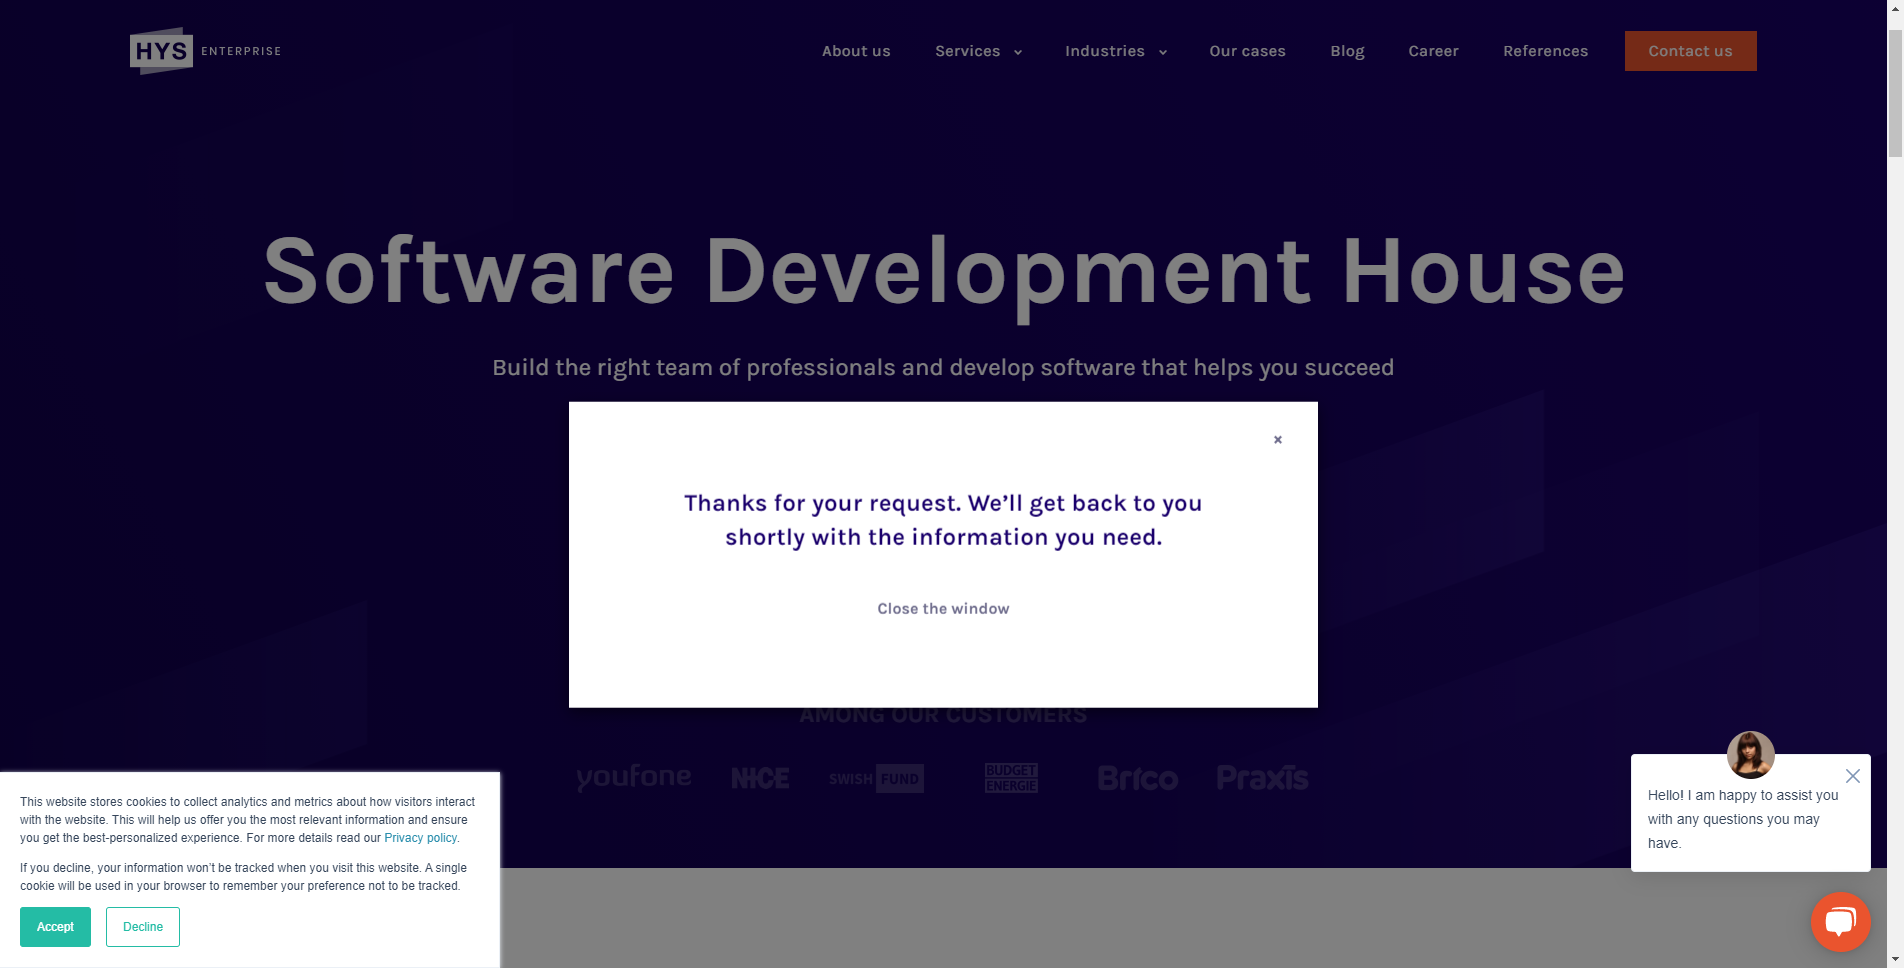 HYS ENTERPRISE
About us
Services
Industries
Our cases
Blog
Career
References
Contact us
Software Development House
Build the right team of professionals and develop software that helps you succeed
×
Thanks for your request. We’ll get back to you
shortly with the information you need.
Close the window
AMONG OUR CUSTOMERS
youfone
NICE
SWISH FUND
BUDGET
ENERGIE
Brico
Praxis
This website stores cookies to collect analytics and metrics about how visitors interact
with the website. This will help us offer you the most relevant information and ensure
you get the best-personalized experience. For more details read our Privacy policy.
If you decline, your information won’t be tracked when you visit this website. A single
cookie will be used in your browser to remember your preference not to be tracked.
Accept
Decline
Hello! I am happy to assist you
with any questions you may
have.